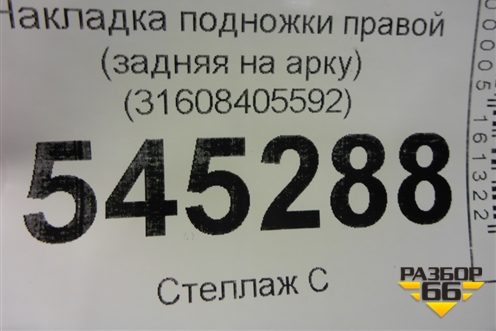 Накладка подножки правой
(задняя на арку)
(31608405592)
545288
Стеллаж С
РАЗБОР
66